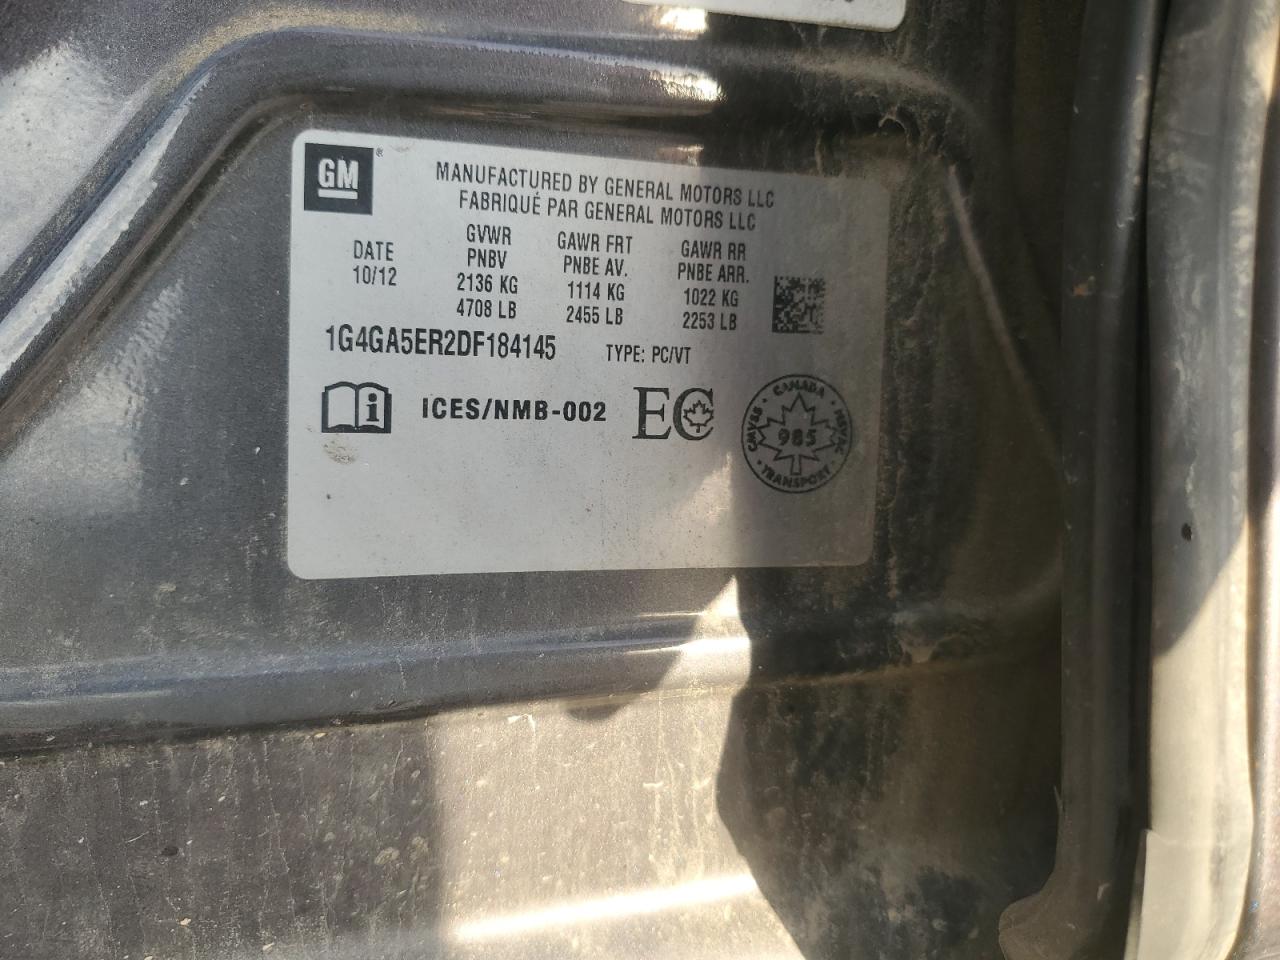 GM
MANUFACTURED BY GENERAL MOTORS LLC
FABRIQUÉ PAR GENERAL MOTORS LLC
DATE
10/12
GVWR
PNBV
2136 KG
4708 LB
GAWR FRT
PNBE AV.
1114 KG
2455 LB
GAWR RR
PNBE ARR.
1022 KG
2253 LB
1G4GA5ER2DF184145 TYPE: PC/VT
i ICES/NMB-002 EC
CANADA
CMVSS 985 NSVAC
TRANSPORT